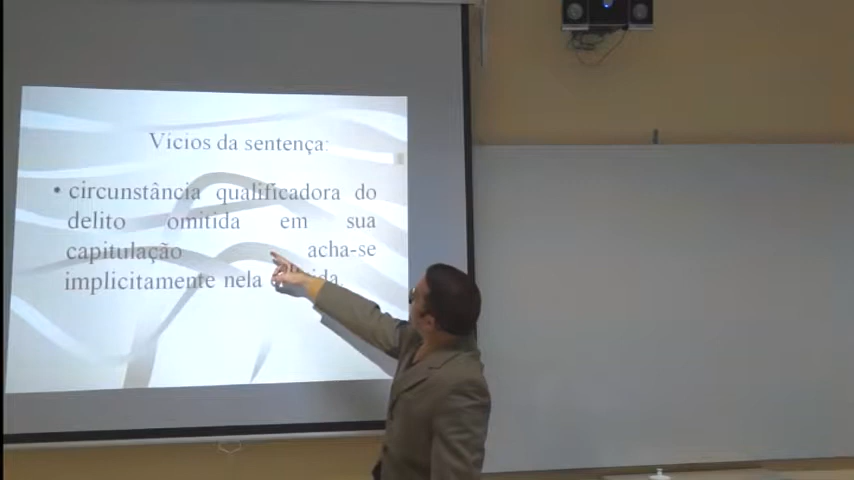 Vícios da sentença:
• circunstância qualificadora do
delito omitida em sua
capitulação acha-se
implicitamente nela